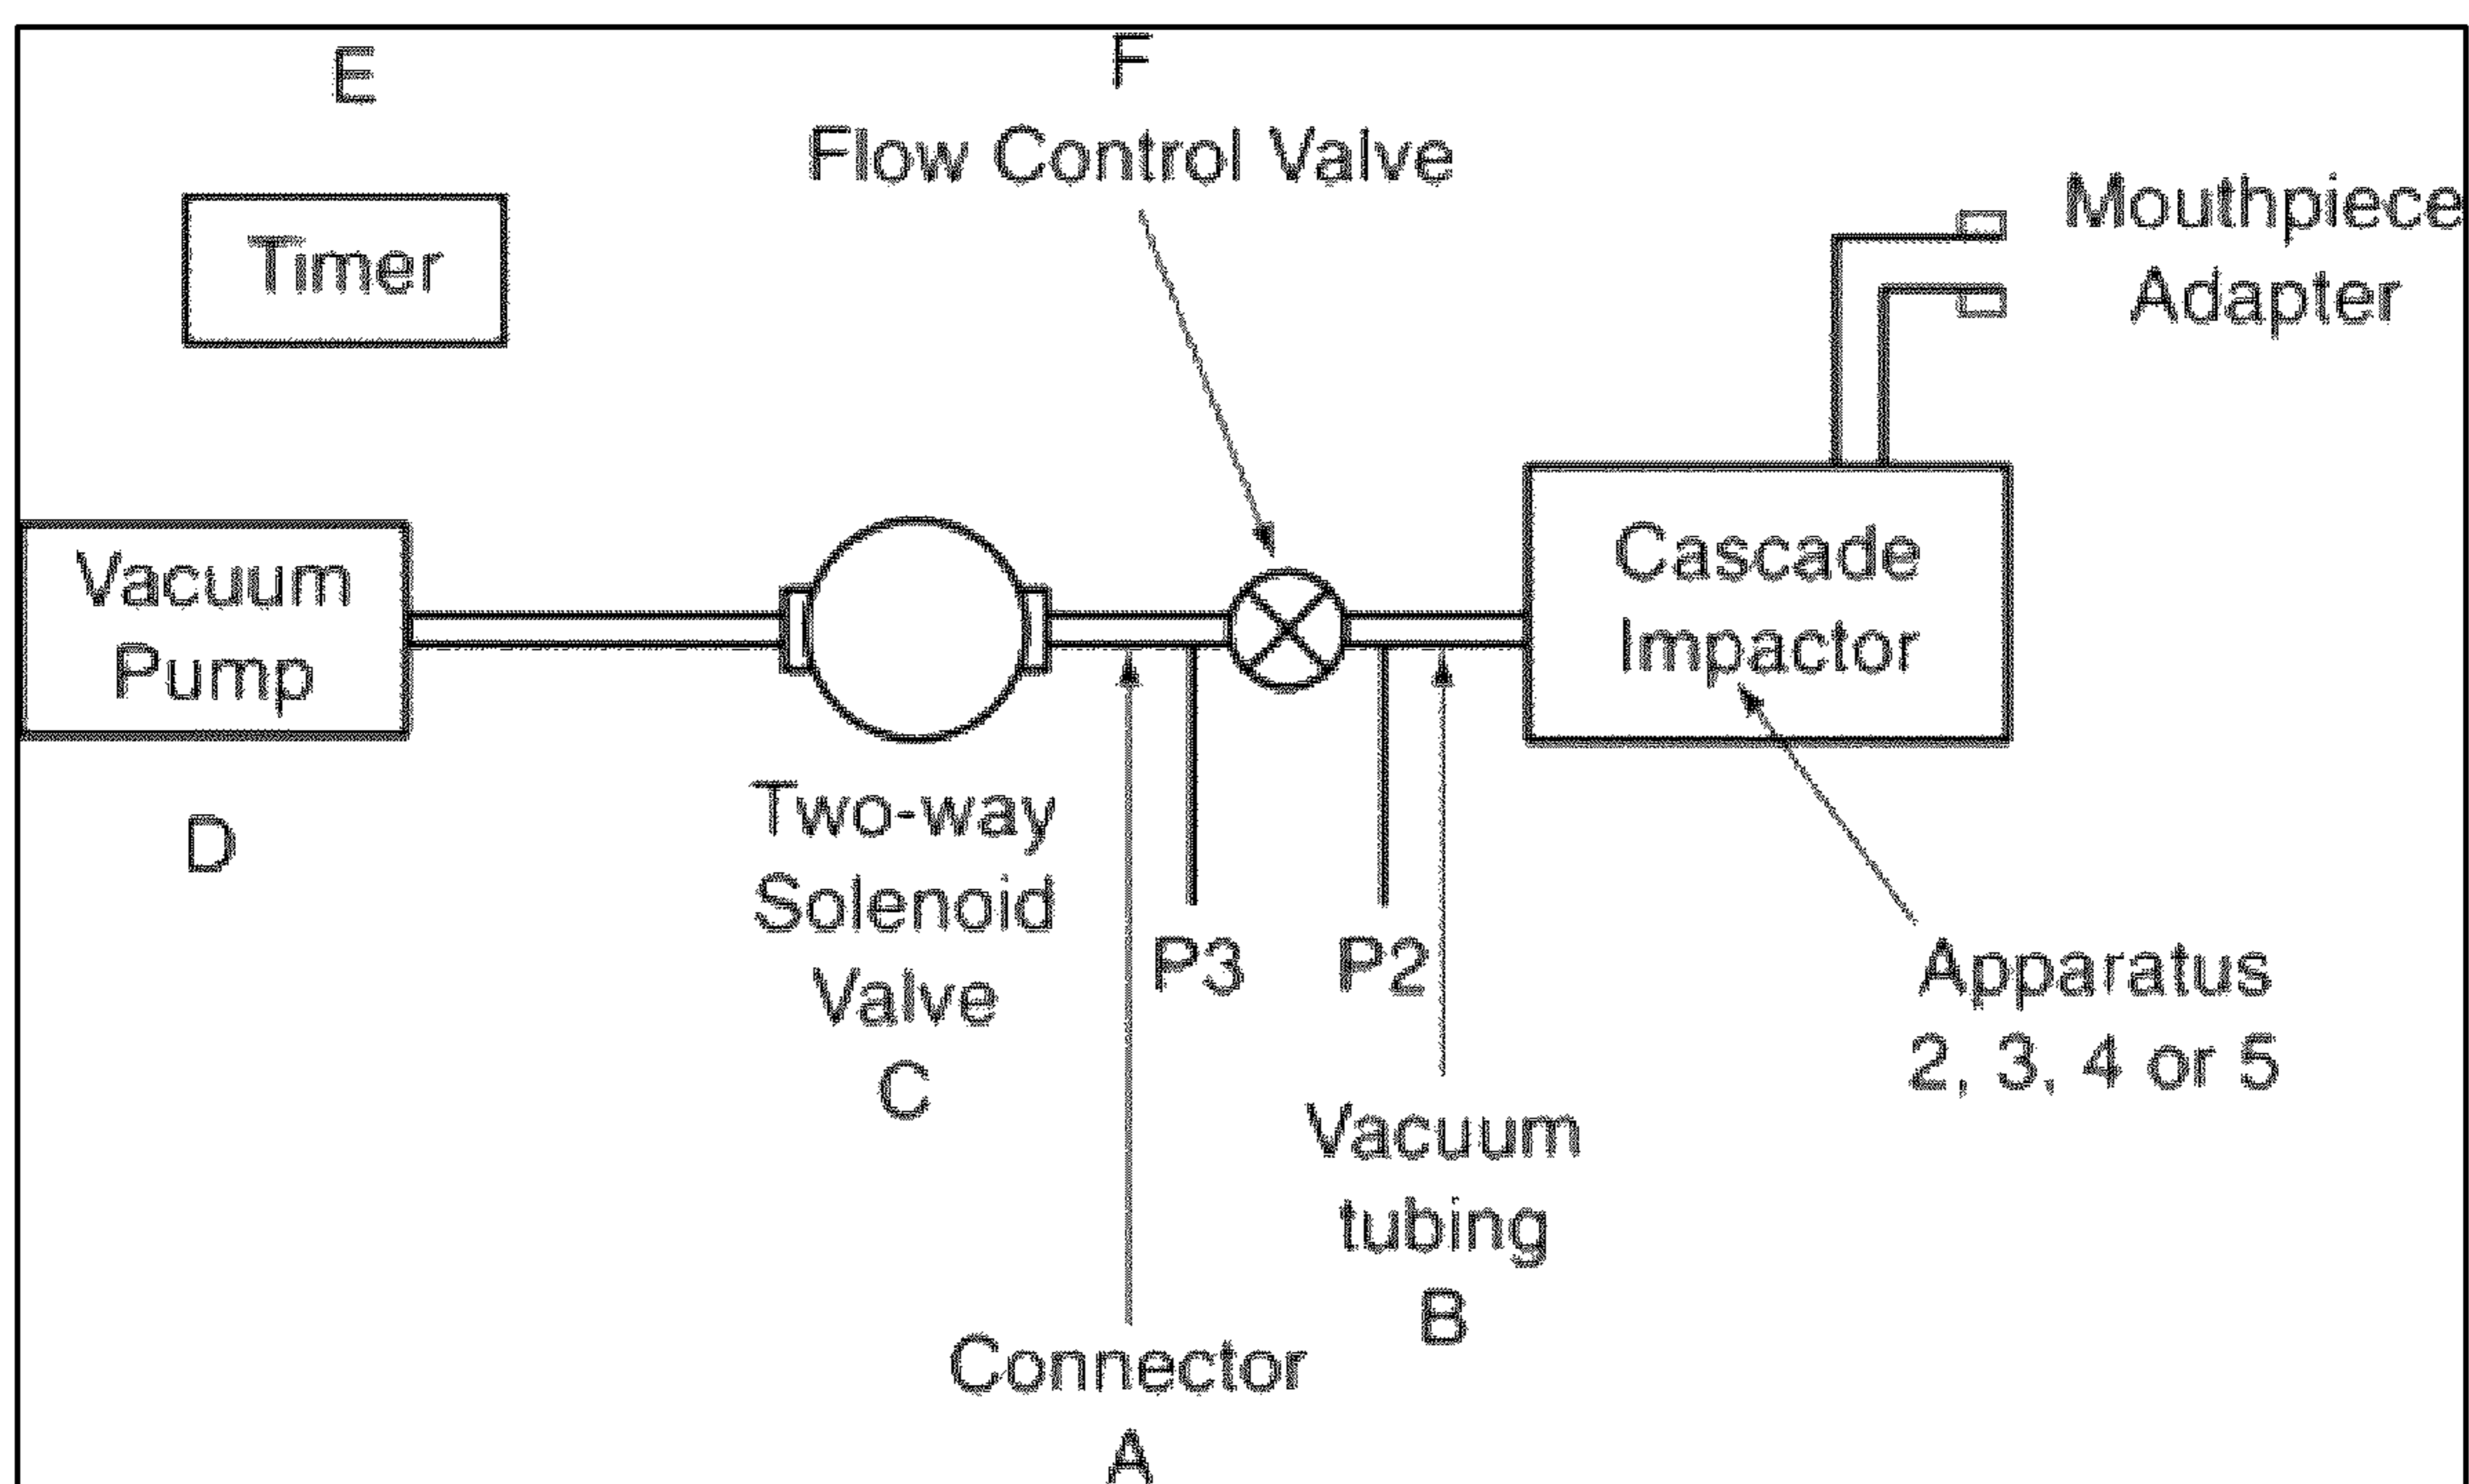 E
F
Flow Control Valve
Timer
Mouthpiece
Adapter
Vacuum
Pump
D
Cascade
Impactor
Two-way
Solenoid
Valve
C
P3
P2
Apparatus
2, 3, 4 or 5
Vacuum
tubing
B
Connector
A